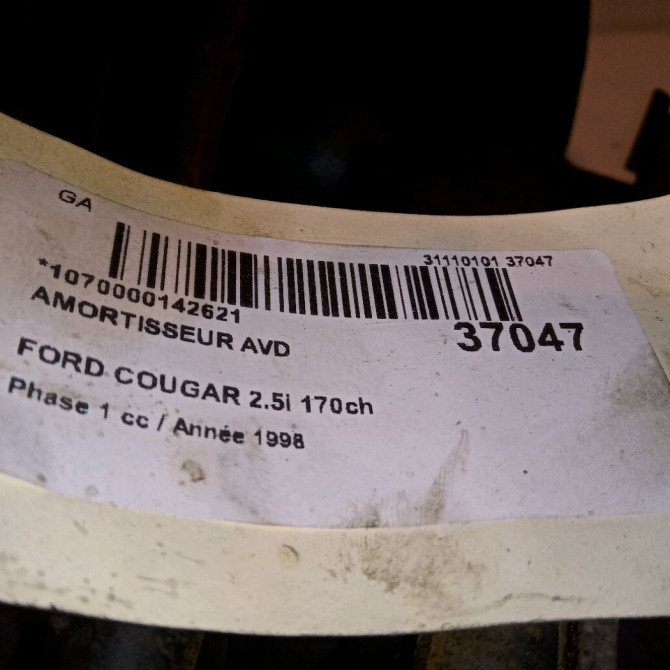 GA
31110101 37047
*1070000142621
37047
AMORTISSEUR AVD
FORD COUGAR 2.5i 170ch
Phase 1 cc / Année 1998